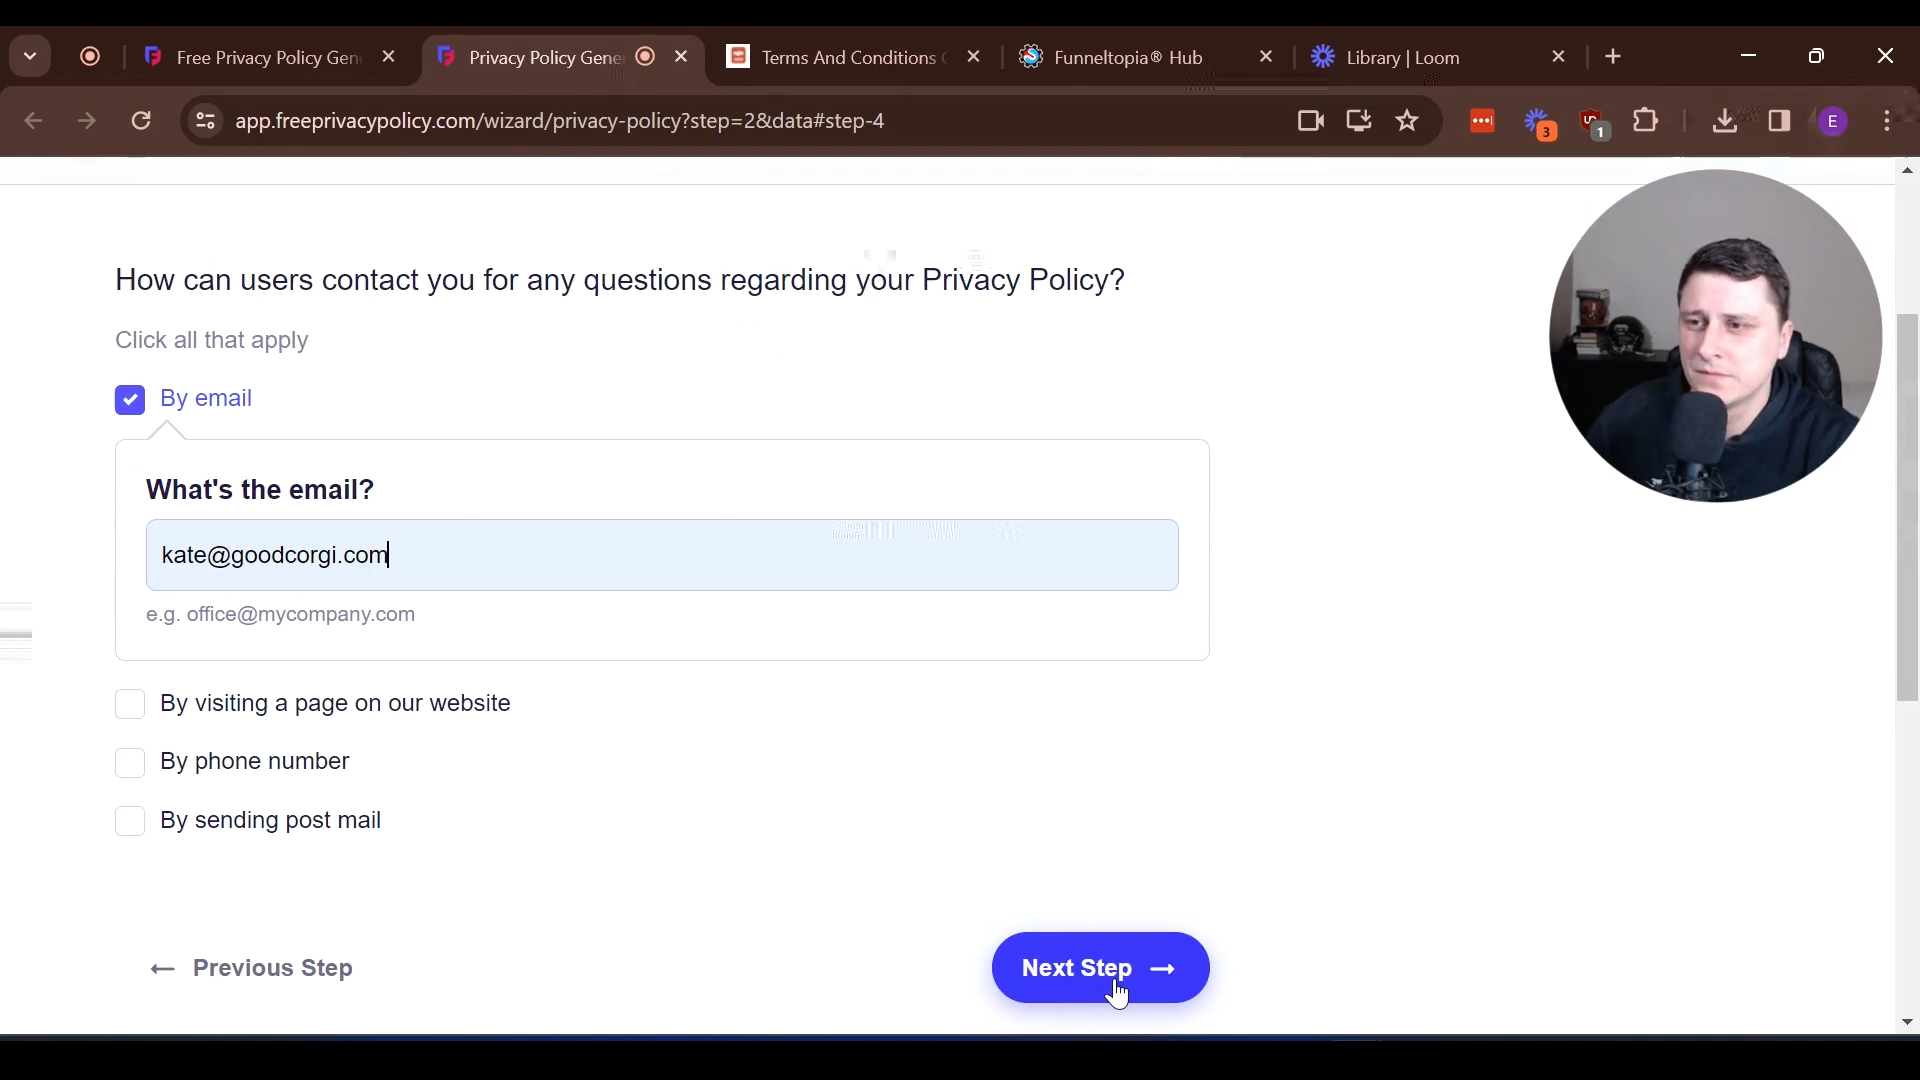 Free Privacy Policy Gen
Privacy Policy Gene
Terms And Conditions
Funneltopia® Hub
Library | Loom
app.freeprivacypolicy.com/wizard/privacy-policy?step=2&data#step-4
3
1
E
How can users contact you for any questions regarding your Privacy Policy?
Click all that apply
By email
What's the email?
kate@goodcorgi.com
e.g. office@mycompany.com
By visiting a page on our website
By phone number
By sending post mail
← Previous Step
Next Step →